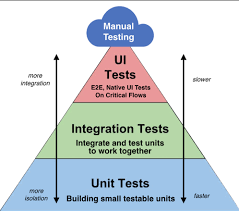 Manual
Testing
UI
Tests
more
integration
slower
E2E, Native UI Tests
On Critical Flows
Integration Tests
Integrate and test units
to work together
Unit Tests
more
isolation
Building small testable units
faster